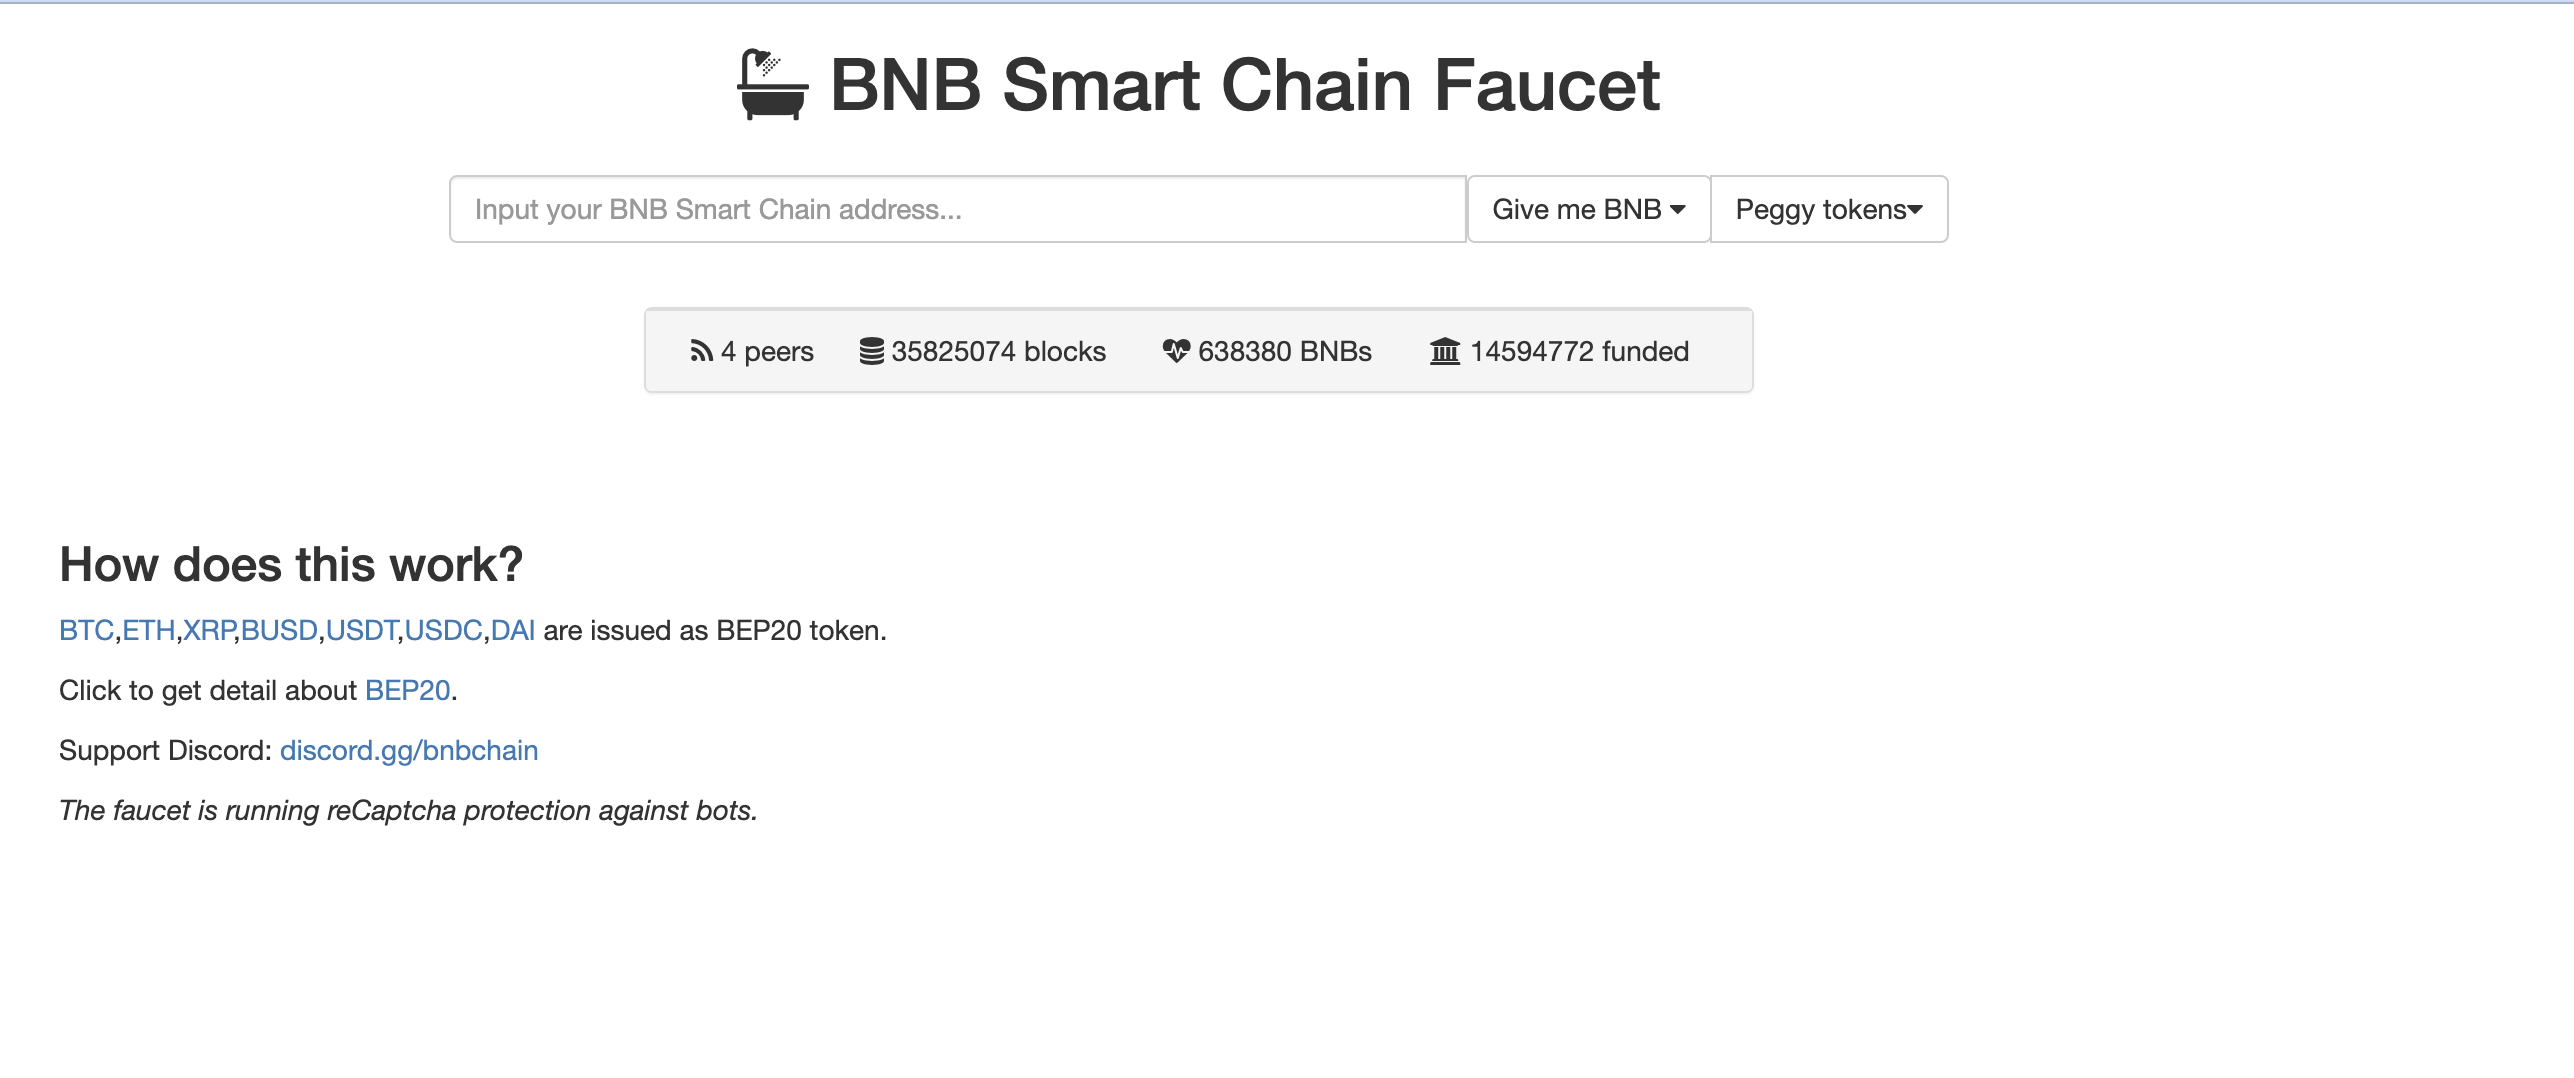 BNB Smart Chain Faucet
Input your BNB Smart Chain address... Give me BNB Peggy tokens
4 peers 35825074 blocks 638380 BNBs 14594772 funded
How does this work?
BTC,ETH,XRP,BUSD,USDT,USDC,DAI are issued as BEP20 token.
Click to get detail about BEP20.
Support Discord: discord.gg/bnbchain
The faucet is running reCaptcha protection against bots.